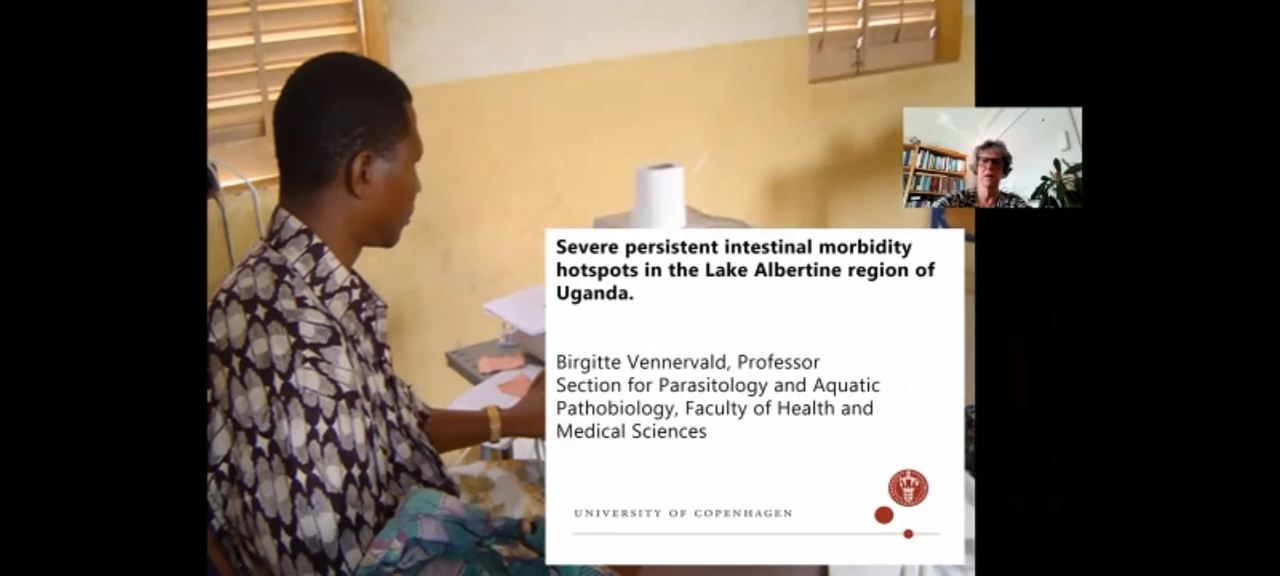 Severe persistent intestinal morbidity
hotspots in the Lake Albertine region of
Uganda.
Birgitte Vennervald, Professor
Section for Parasitology and Aquatic
Pathobiology, Faculty of Health and
Medical Sciences
UNIVERSITY OF COPENHAGEN